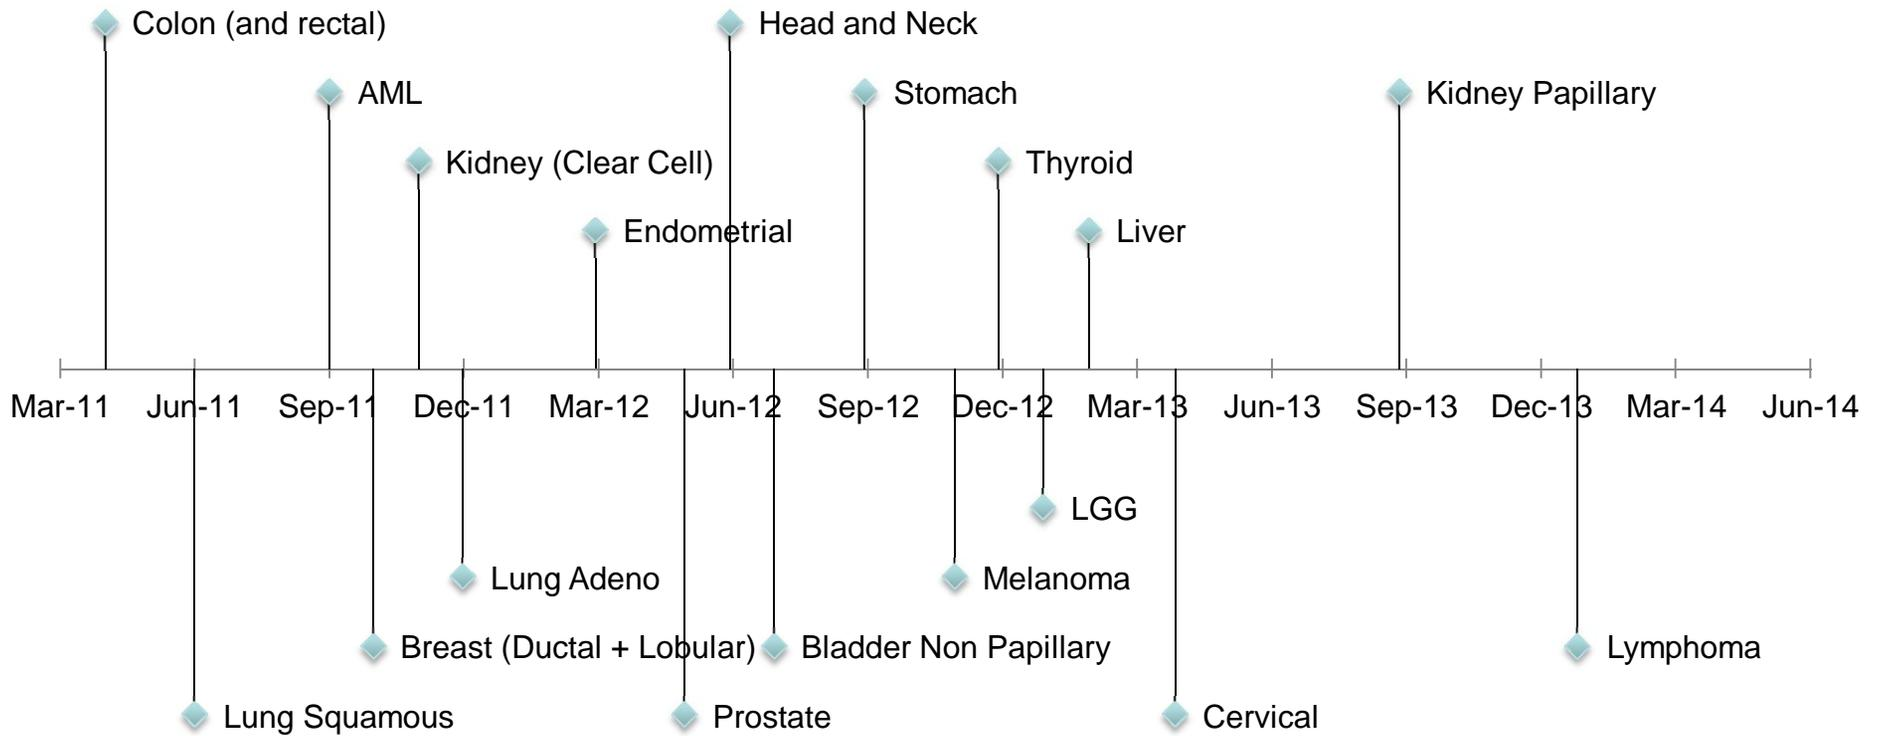 Colon (and rectal)
Head and Neck
AML
Stomach
Kidney Papillary
Kidney (Clear Cell)
Thyroid
Endometrial
Liver
Mar-11 Jun-11 Sep-11 Dec-11 Mar-12 Jun-12 Sep-12 Dec-12 Mar-13 Jun-13 Sep-13 Dec-13 Mar-14 Jun-14
LGG
Lung Adeno
Melanoma
Breast (Ductal + Lobular)
Bladder Non Papillary
Lymphoma
Lung Squamous
Prostate
Cervical